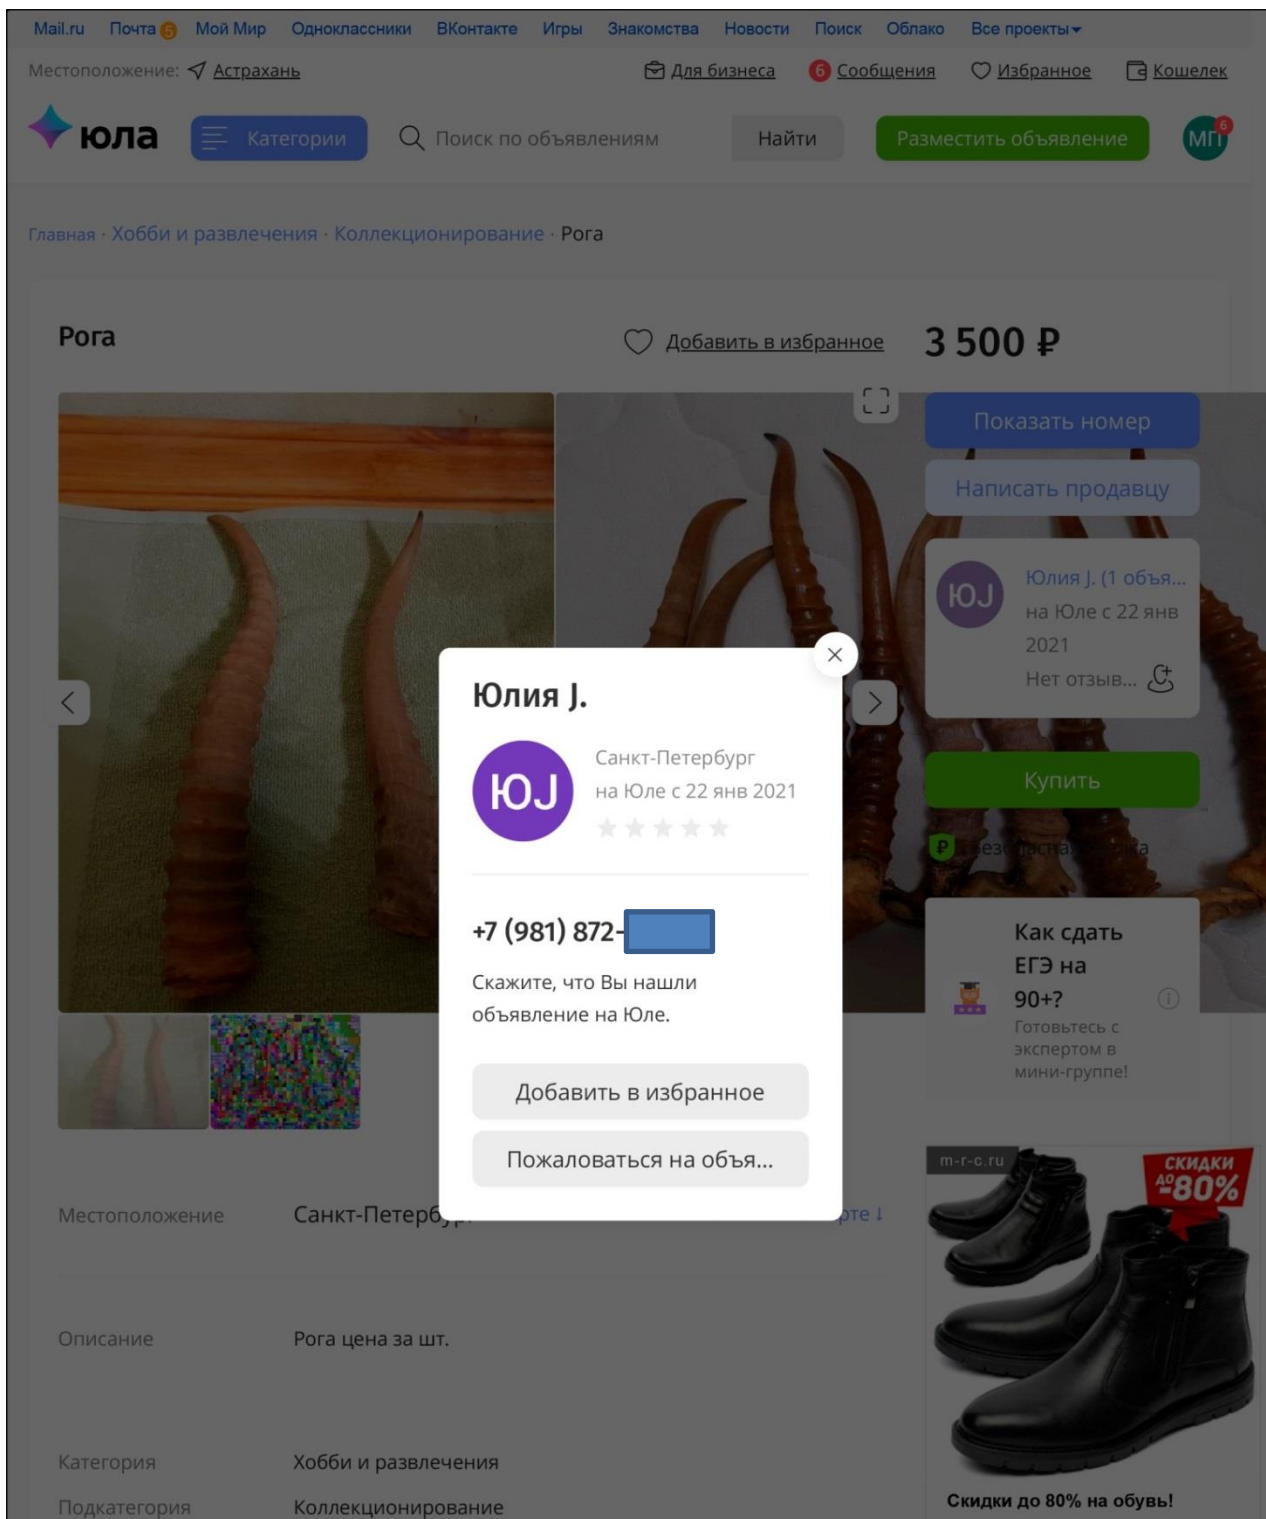 Mail.ru Почта 5 Мой Мир Одноклассники ВКонтакте Игры Знакомства Новости Поиск Облако Все проекты
Местоположение: Астрахань Для бизнеса 6 Сообщения Избранное Кошелек
юла Категории Поиск по объявлениям Найти Разместить объявление МП 6
Главная · Хобби и развлечения · Коллекционирование · Рога
Рога Добавить в избранное 3 500 ₽
Показать номер
Написать продавцу
ЮJ
Юлия J. (1 объя...
на Юле с 22 янв
2021
Нет отзыв...
Купить
Юлия J.
ЮJ
Санкт-Петербург
на Юле с 22 янв 2021
+7 (981) 872-
Скажите, что Вы нашли
объявление на Юле.
Добавить в избранное
Пожаловаться на объя...
Как сдать
ЕГЭ на
90+?
Готовьтесь с
экспертом в
мини-группе!
m-r-c.ru
СКИДКИ
ДО -80%
Местоположение Санкт-Петербург
Описание Рога цена за шт.
Категория Хобби и развлечения
Подкатегория Коллекционирование
Скидки до 80% на обувь!